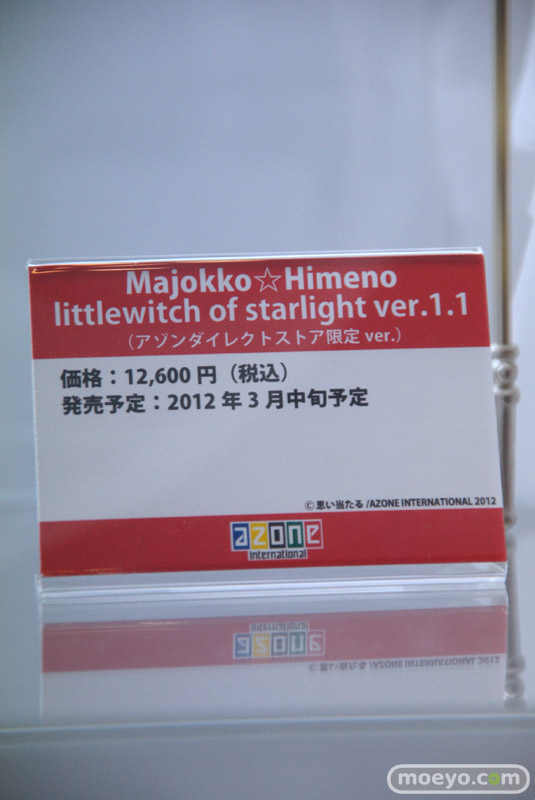 Majokko☆Himeno
littlewitch of starlight ver.1.1
（アゾンダイレクトストア限定 ver.）
価格：12,600 円（税込）
発売予定：2012 年 3 月中旬予定
©思い当たる /AZONE INTERNATIONAL 2012
azone
international
moeyo.com